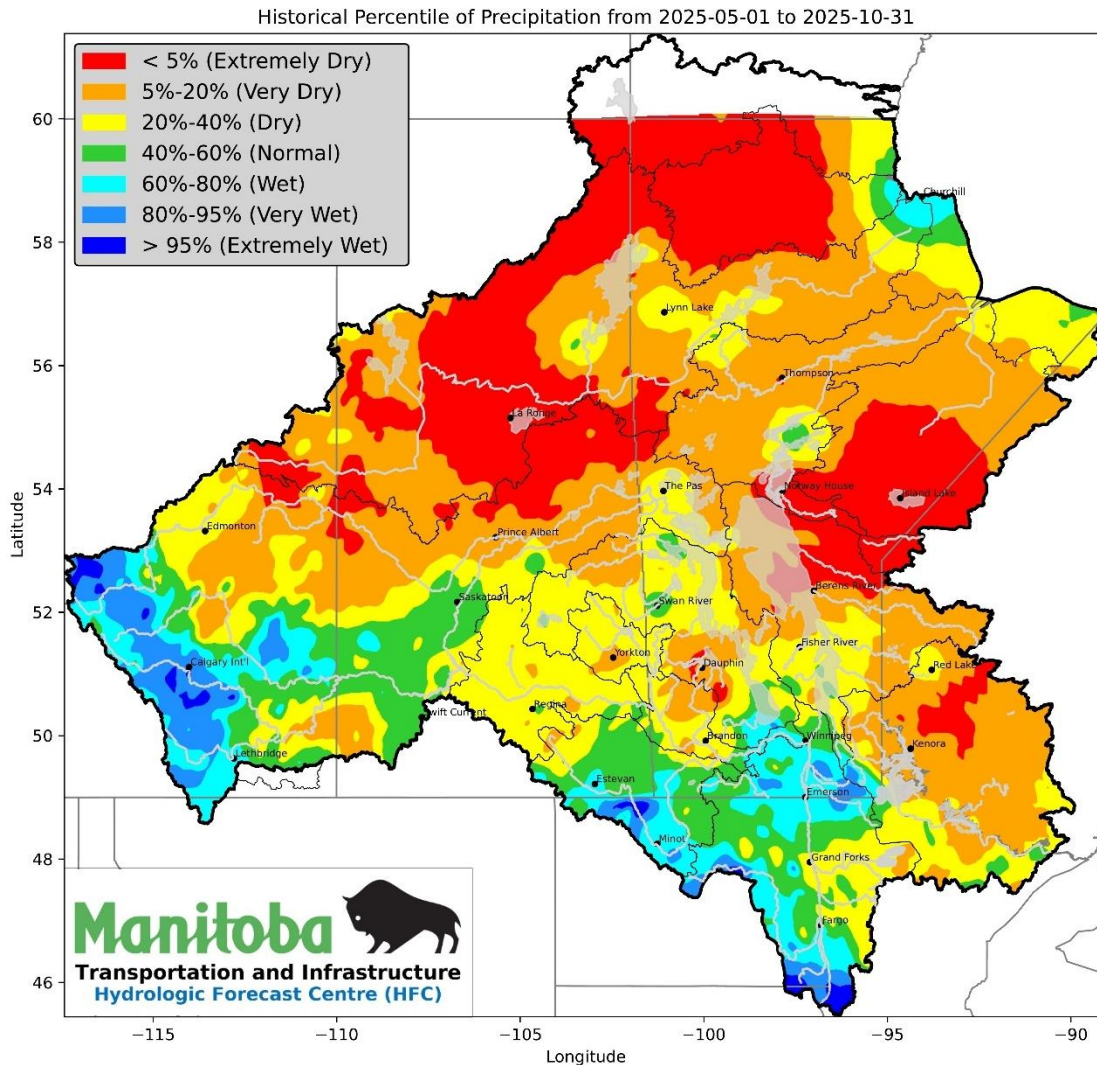 Historical Percentile of Precipitation from 2025-05-01 to 2025-10-31
< 5% (Extremely Dry)
5%-20% (Very Dry)
20%-40% (Dry)
40%-60% (Normal)
60%-80% (Wet)
80%-95% (Very Wet)
> 95% (Extremely Wet)
60
58
56
54
52
50
48
46
Latitude
Churchill
Lynn Lake
Thompson
La Ronge
The Pas
Norway House
Island Lake
Edmonton
Prince Albert
Berens River
Saskatoon
Swan River
Fisher River
Calgary Int'l
Yorkton
Dauphin
Red Lake
Swift Current
Regina
Brandon
Winnipeg
Kenora
Lethbridge
Estevan
Emerson
Minot
Grand Forks
Fargo
Manitoba
Transportation and Infrastructure
Hydrologic Forecast Centre (HFC)
−115
−110
−105
−100
−95
−90
Longitude